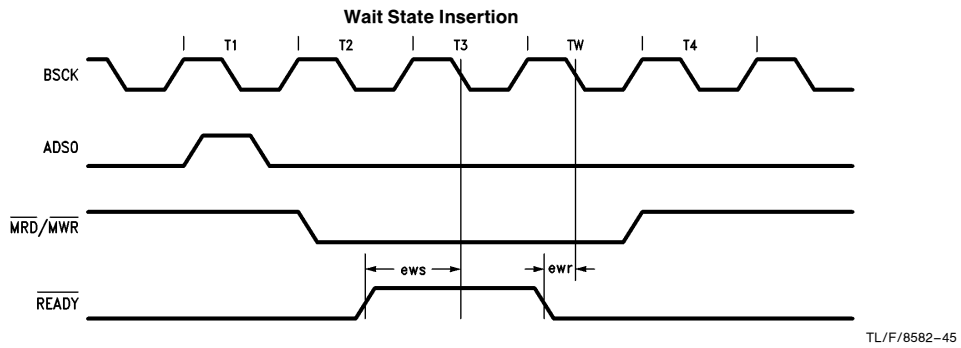 Wait State Insertion
T1 T2 T3 TW T4
BSCK
ADS0
MRD/MWR
ews ewr
READY
TL/F/8582-45